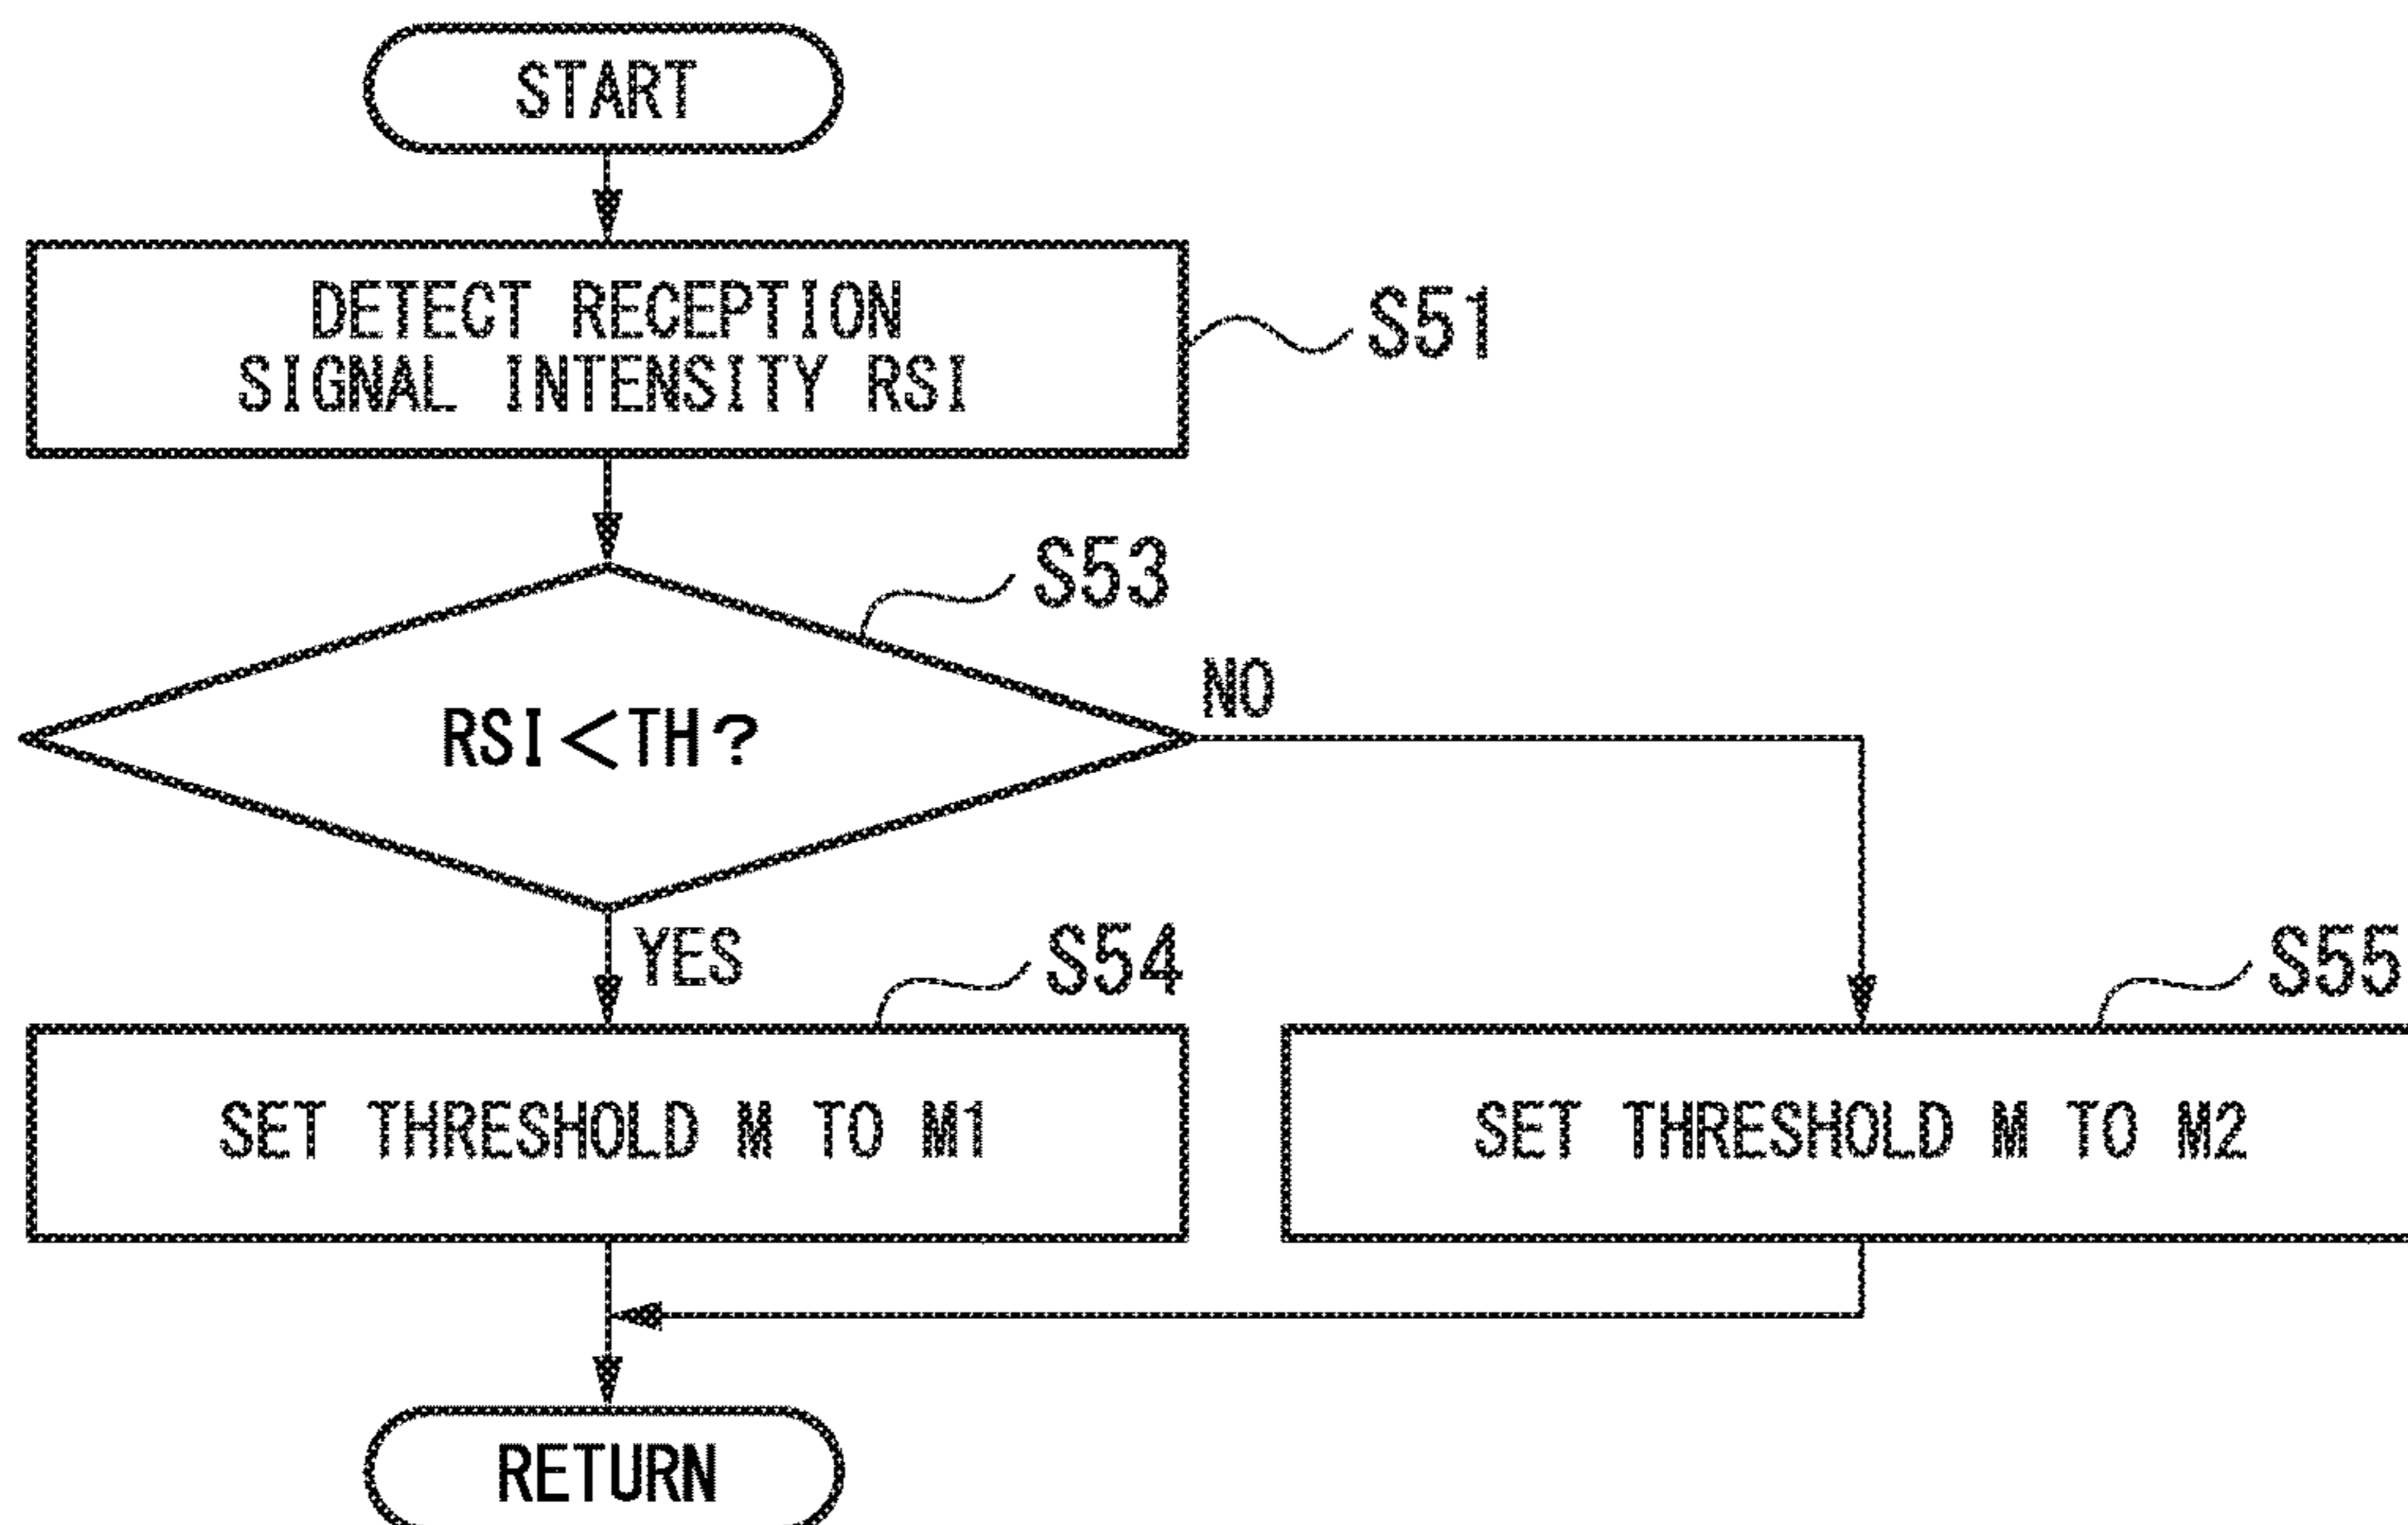 START
DETECT RECEPTION
SIGNAL INTENSITY RSI
S51
S53
RSI<TH?
NO
YES
S54
S55
SET THRESHOLD M TO M1
SET THRESHOLD M TO M2
RETURN